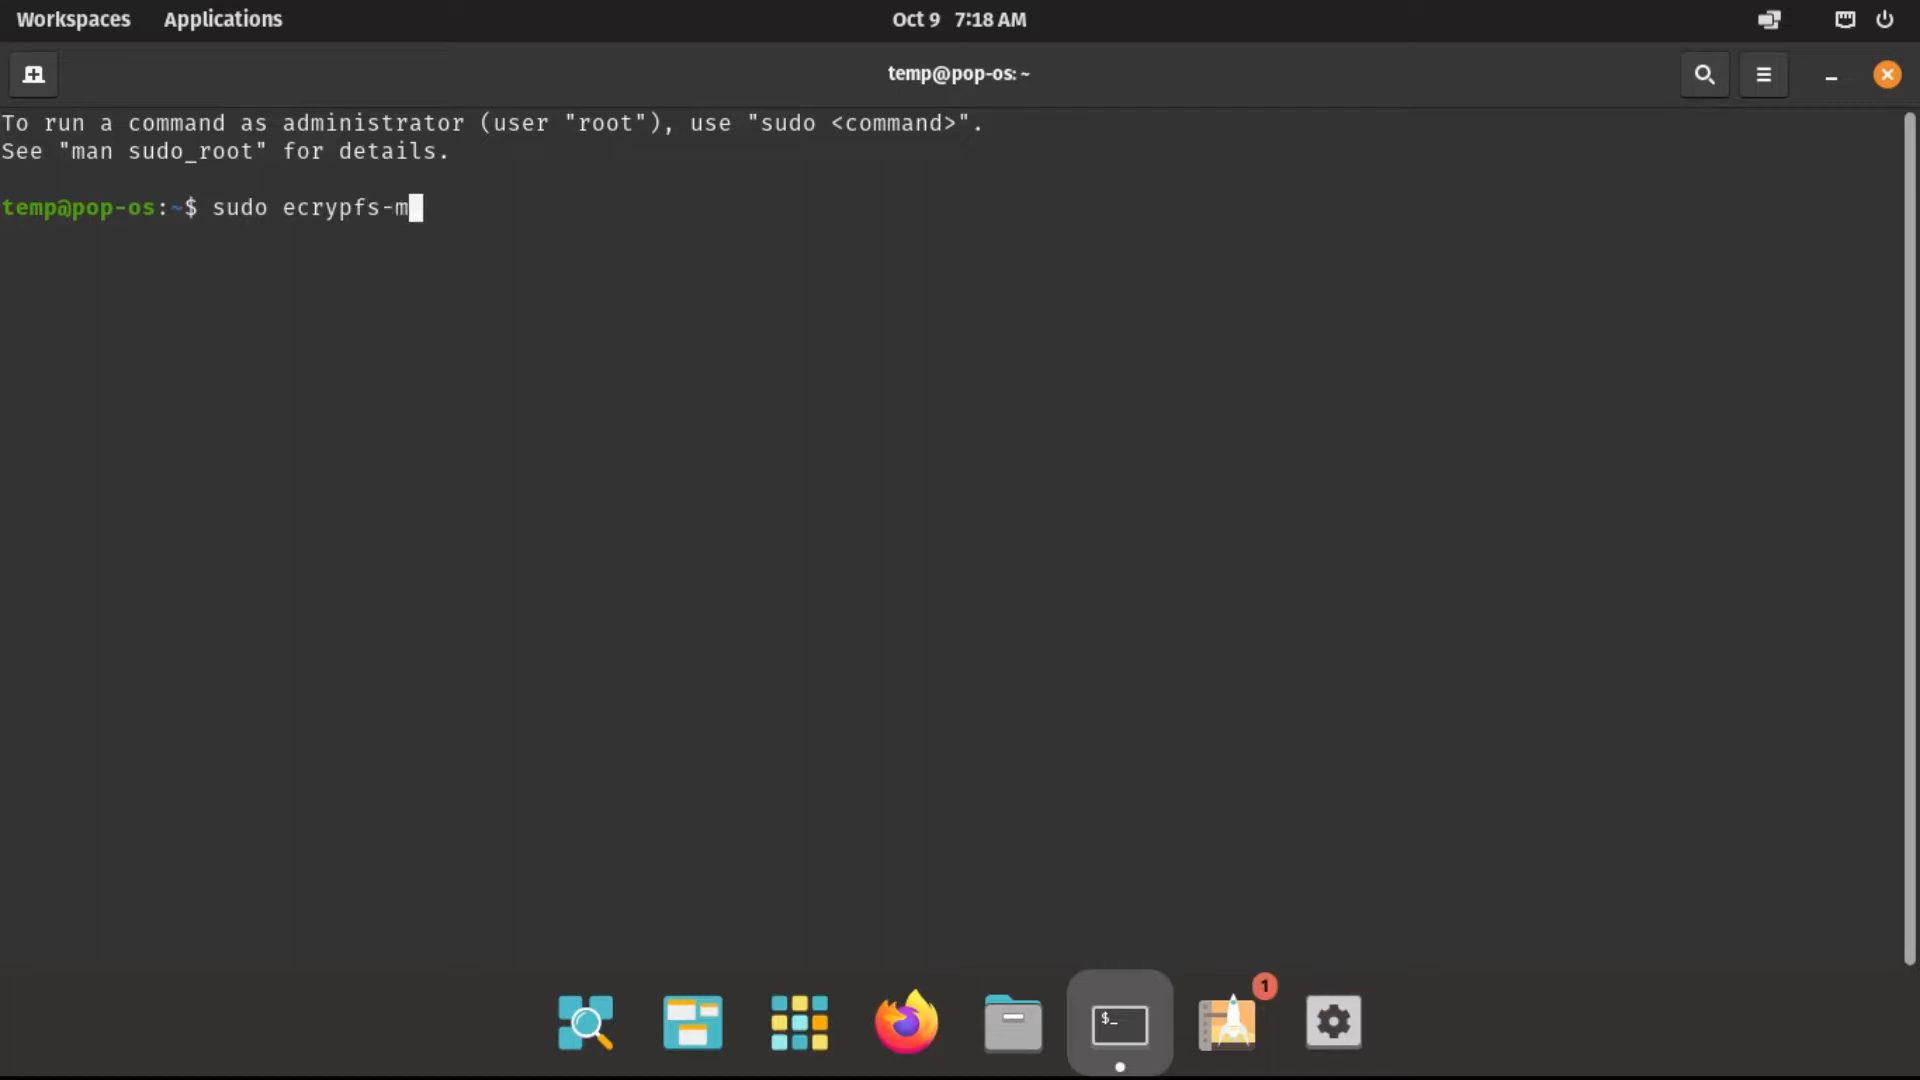 Workspaces Applications Oct 9 7:18 AM
temp@pop-os: ~
To run a command as administrator (user "root"), use "sudo <command>".
See "man sudo_root" for details.
temp@pop-os:~$ sudo ecrypfs-m
$_
1